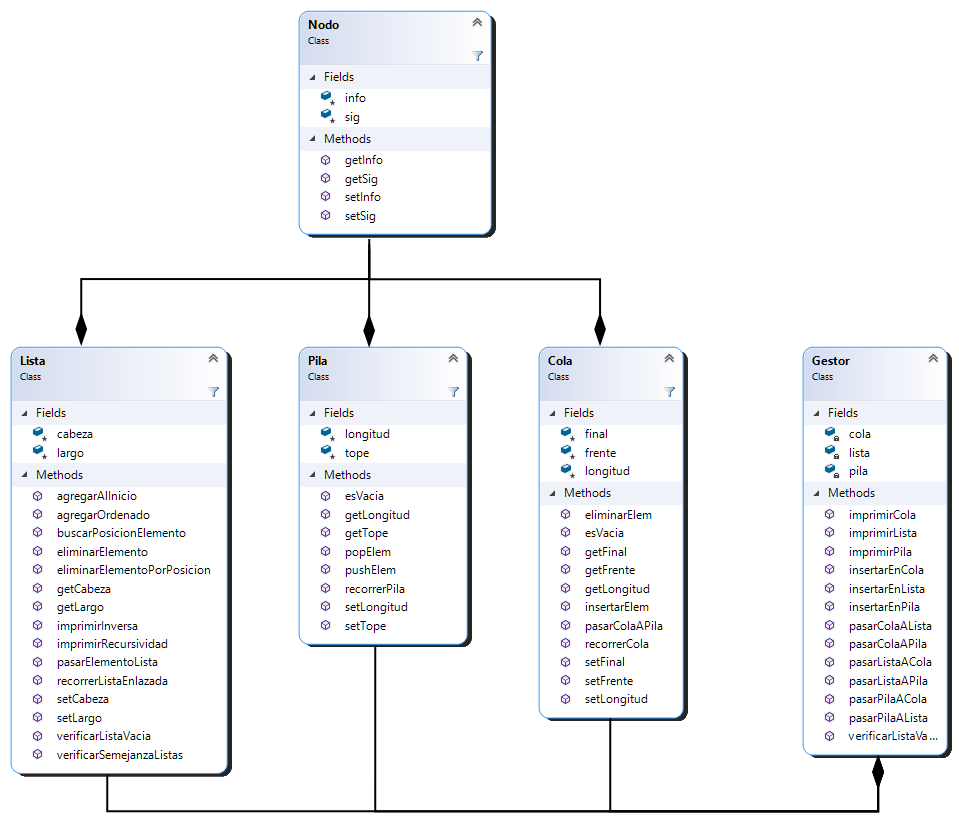 Nodo
Class
Fields
info
sig
Methods
getInfo
getSig
setInfo
setSig
Lista
Class
Fields
cabeza
largo
Methods
agregarAlInicio
agregarOrdenado
buscarPosicionElemento
eliminarElemento
eliminarElementoPorPosicion
getCabeza
getLargo
imprimirInversa
imprimirRecursividad
pasarElementoLista
recorrerListaEnlazada
setCabeza
setLargo
verificarListaVacia
verificarSemejanzaListas
Pila
Class
Fields
longitud
tope
Methods
esVacia
getLongitud
getTope
popElem
pushElem
recorrerPila
setLongitud
setTope
Cola
Class
Fields
final
frente
longitud
Methods
eliminarElem
esVacia
getFinal
getFrente
getLongitud
insertarElem
pasarColaAPila
recorrerCola
setFinal
setFrente
setLongitud
Gestor
Class
Fields
cola
lista
pila
Methods
imprimirCola
imprimirLista
imprimirPila
insertarEnCola
insertarEnLista
insertarEnPila
pasarColaALista
pasarColaAPila
pasarListaACola
pasarListaAPila
pasarPilaACola
pasarPilaALista
verificarListaVa...